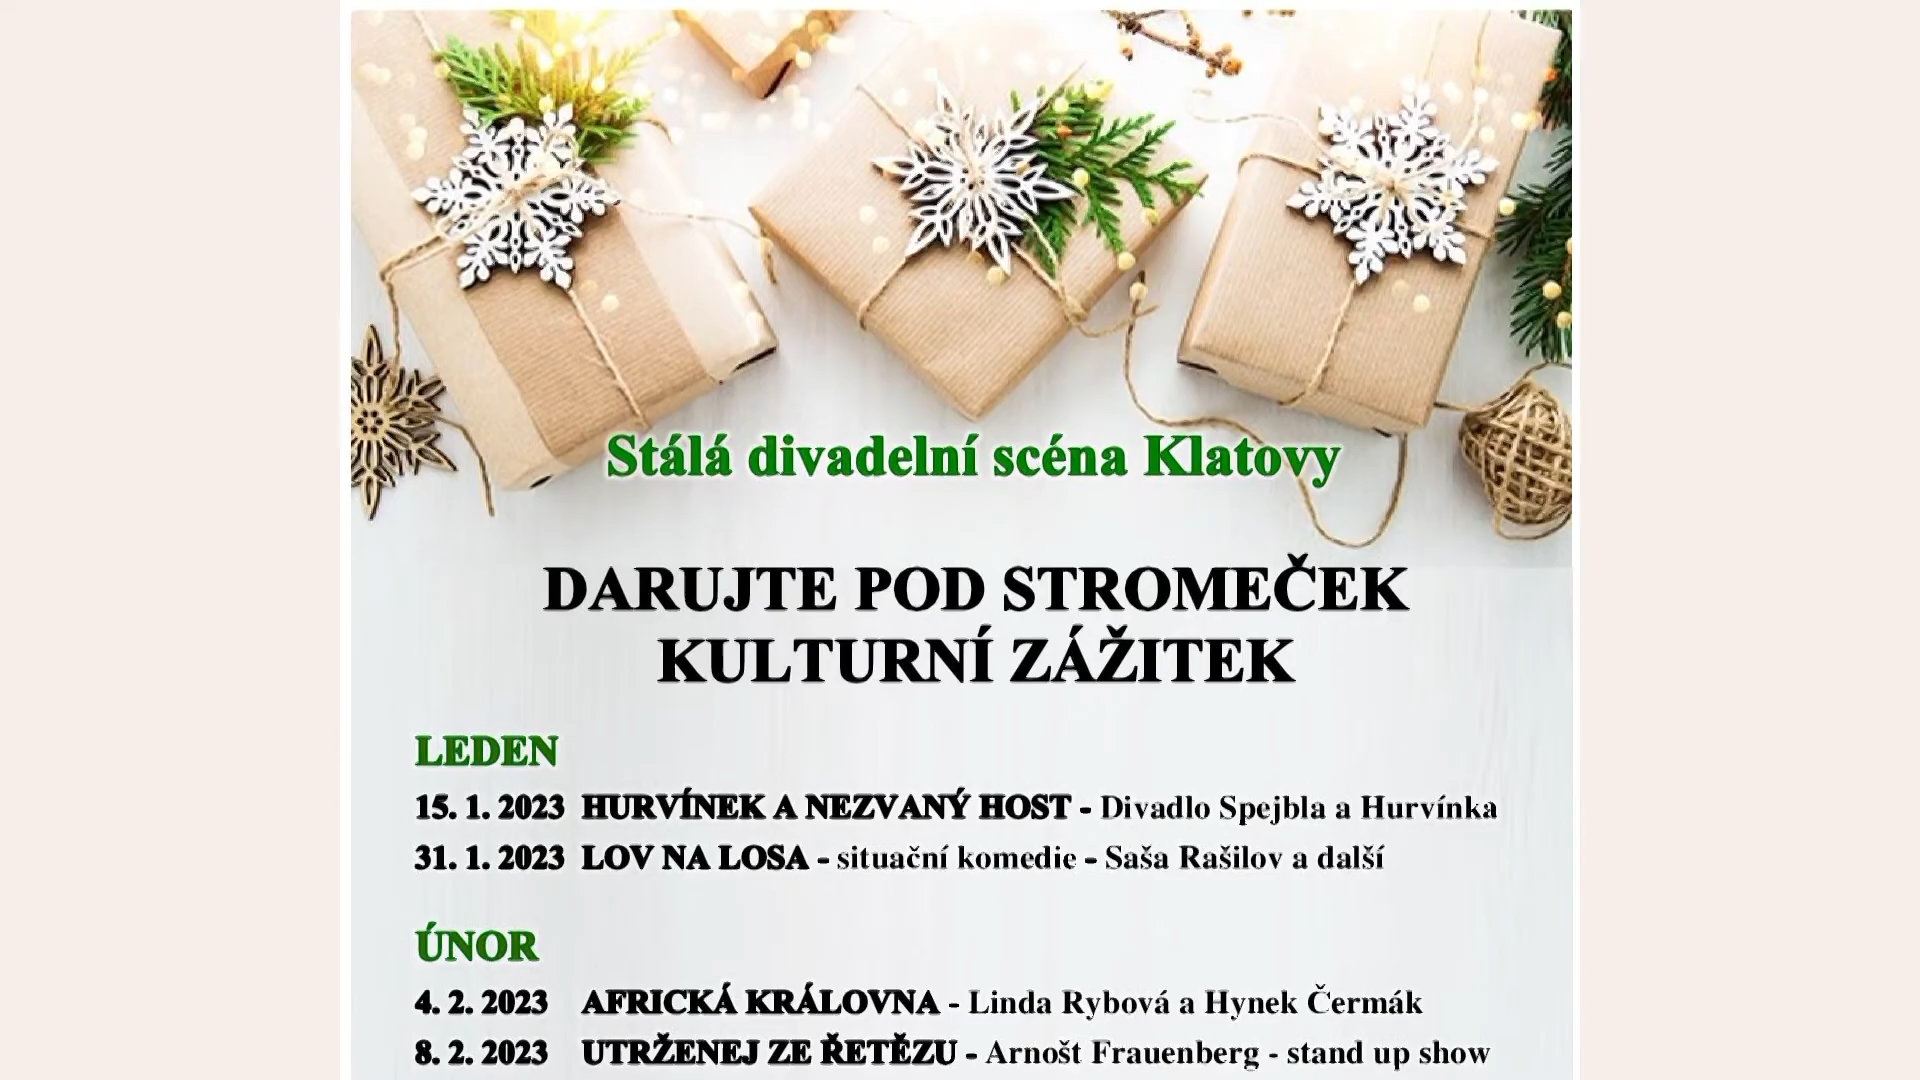 Stálá divadelní scéna Klatovy
DARUJTE POD STROMEČEK
KULTURNÍ ZÁŽITEK
LEDEN
15. 1. 2023 HURVÍNEK A NEZVANÝ HOST - Divadlo Spejbla a Hurvínka
31. 1. 2023 LOV NA LOSA - situační komedie - Saša Rašilov a další
ÚNOR
4. 2. 2023 AFRICKÁ KRÁLOVNA - Linda Rybová a Hynek Čermák
8. 2. 2023 UTRŽENEJ ZE ŘETĚZU - Arnošt Frauenberg - stand up show